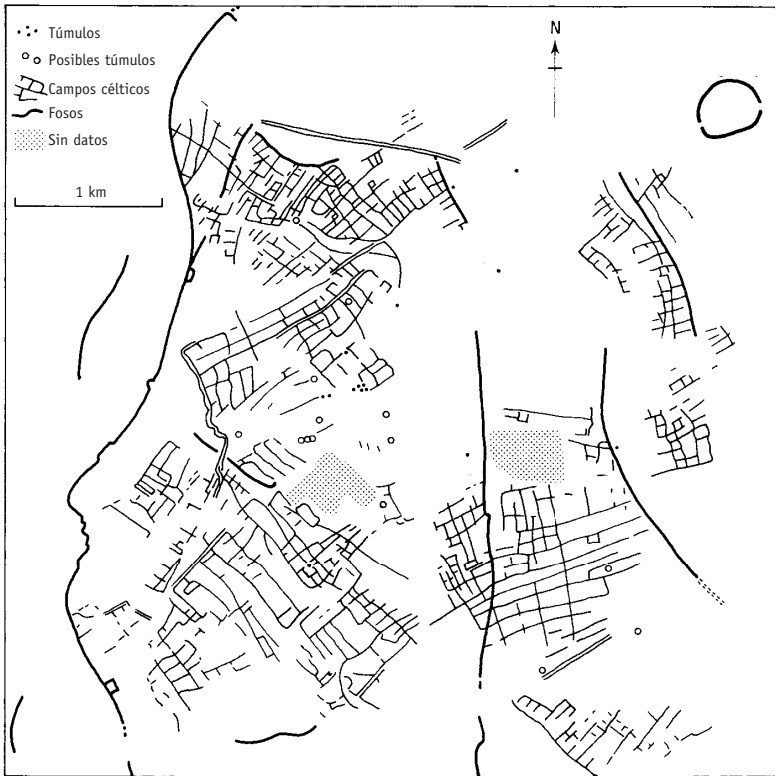 Túmulos
Posibles túmulos
Campos célticos
Fosos
Sin datos
1 km
N